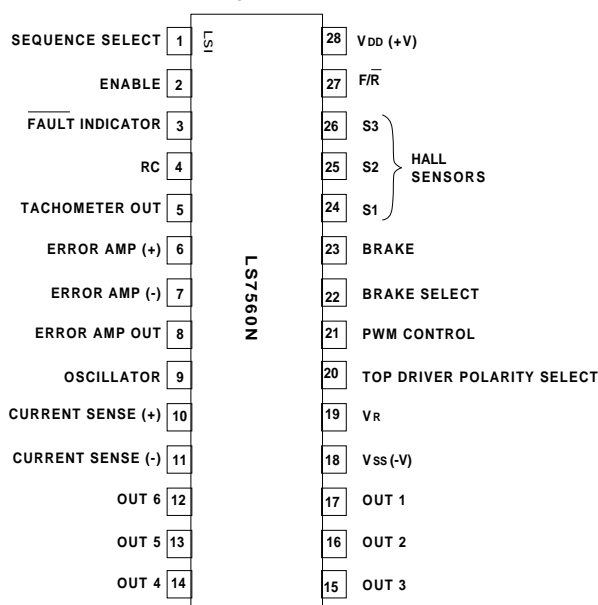 SEQUENCE SELECT 1 LSI 28 VDD (+V)
ENABLE 2 27 F/R̅
F̅A̅U̅L̅T̅ INDICATOR 3 26 S3
RC 4 25 S2 HALL
SENSORS
TACHOMETER OUT 5 24 S1
ERROR AMP (+) 6 23 BRAKE
ERROR AMP (-) 7 LS7560N 22 BRAKE SELECT
ERROR AMP OUT 8 21 PWM CONTROL
OSCILLATOR 9 20 TOP DRIVER POLARITY SELECT
CURRENT SENSE (+) 10 19 VR
CURRENT SENSE (-) 11 18 Vss (-V)
OUT 6 12 17 OUT 1
OUT 5 13 16 OUT 2
OUT 4 14 15 OUT 3